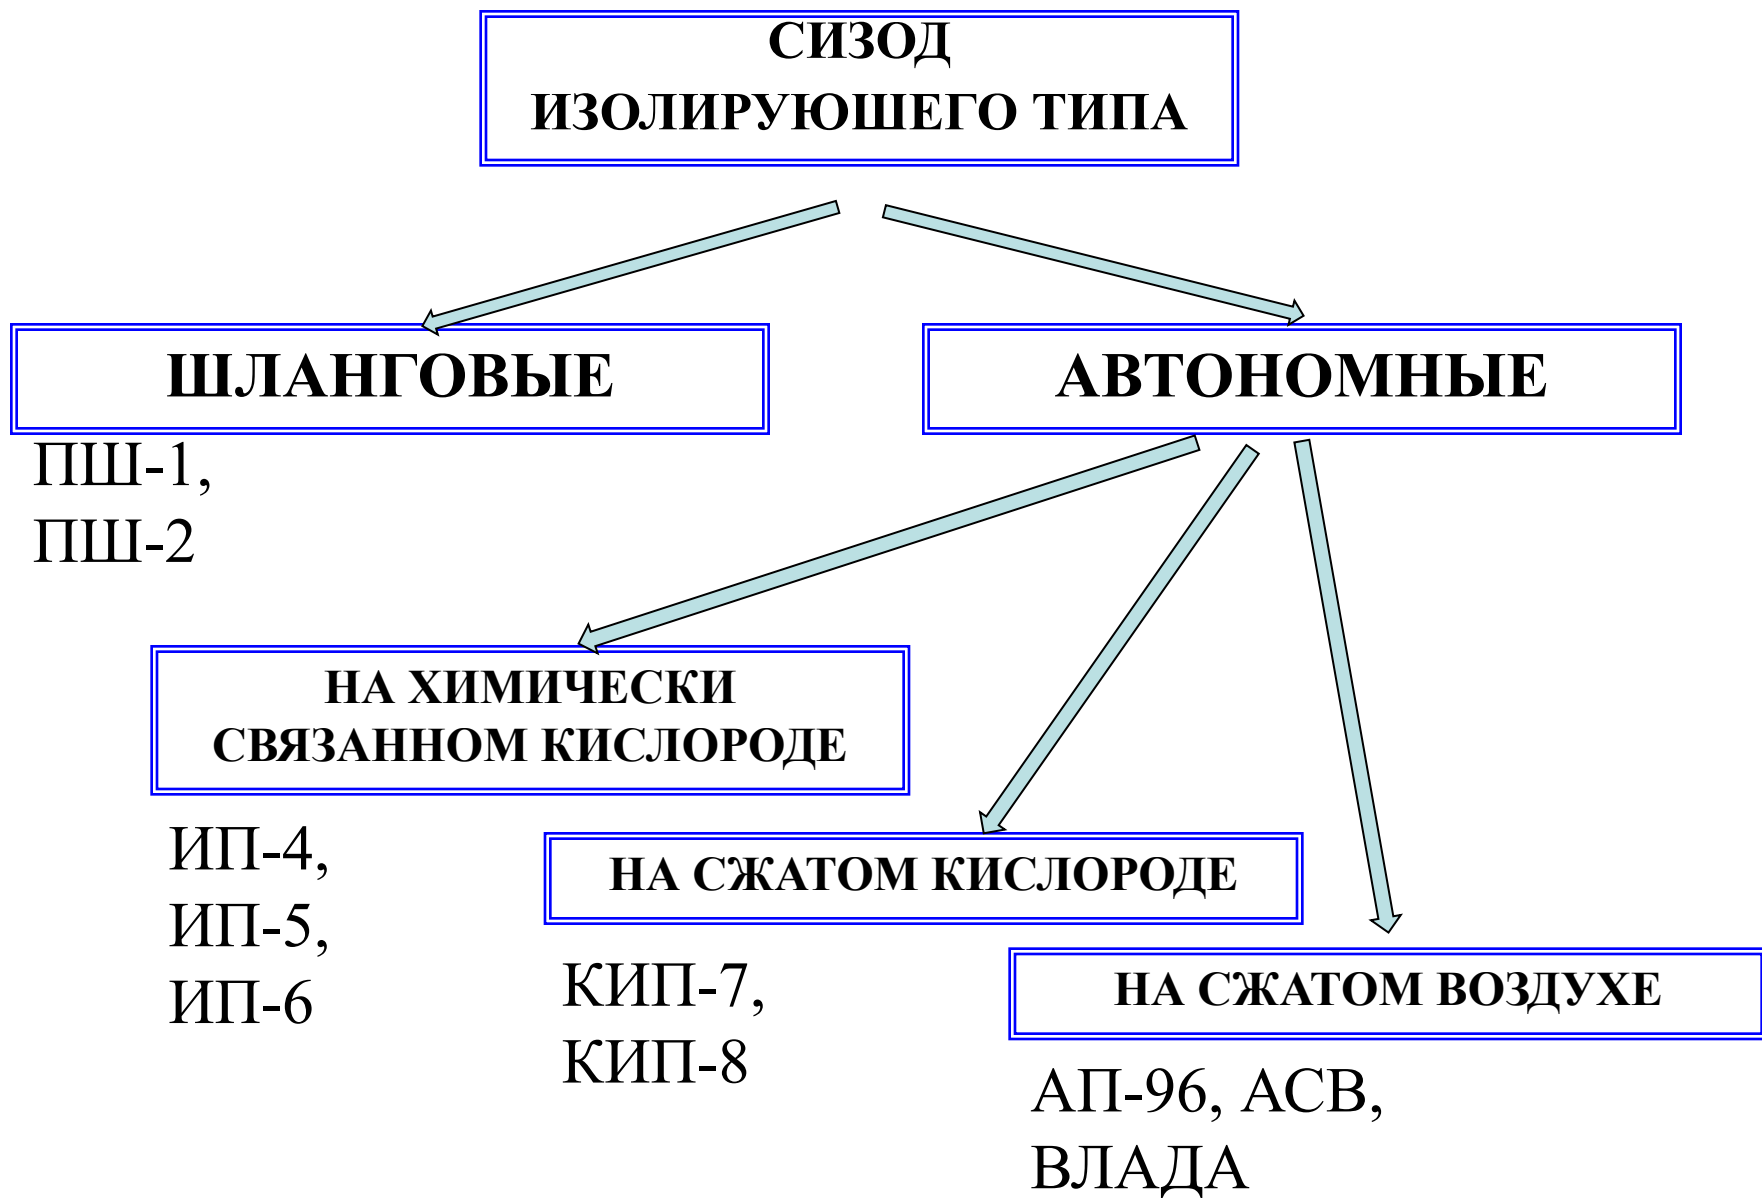 СИЗОД
ИЗОЛИРУЮШЕГО ТИПА
ШЛАНГОВЫЕ
АВТОНОМНЫЕ
ПШ-1,
ПШ-2
НА ХИМИЧЕСКИ
СВЯЗАННОМ КИСЛОРОДЕ
ИП-4,
ИП-5,
ИП-6
НА СЖАТОМ КИСЛОРОДЕ
КИП-7,
КИП-8
НА СЖАТОМ ВОЗДУХЕ
АП-96, АСВ,
ВЛАДА